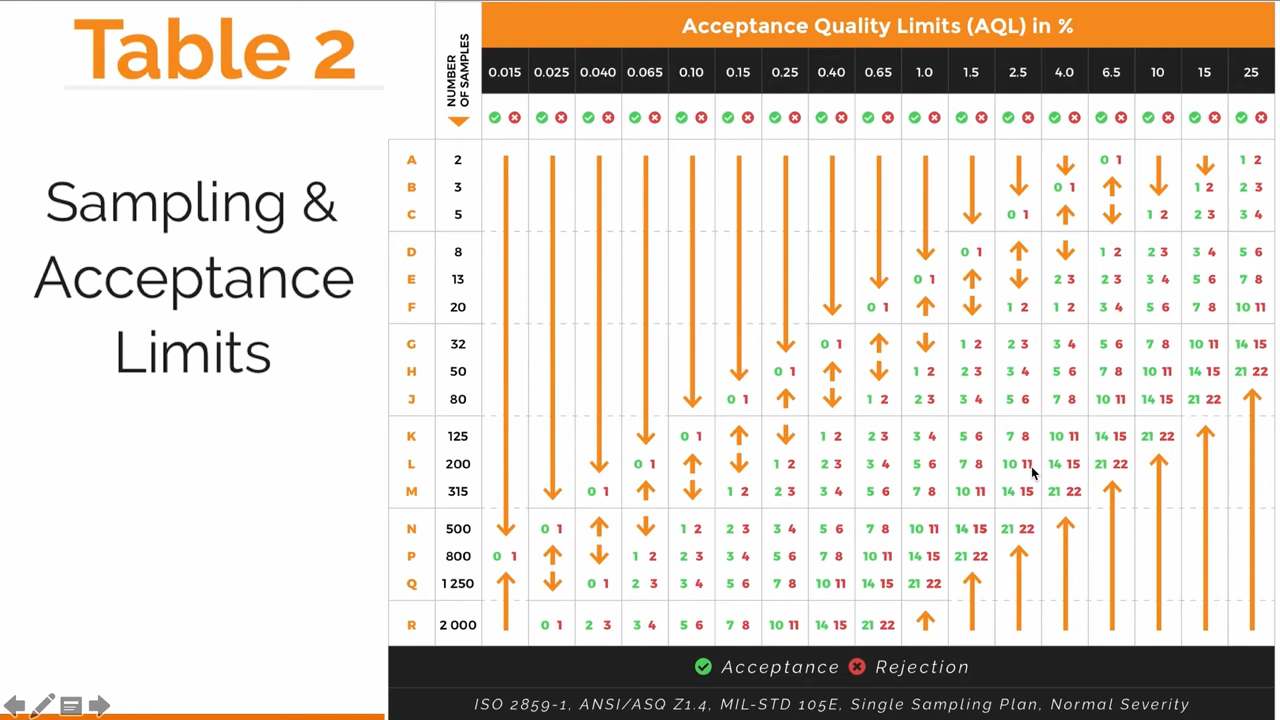 Table 2
Sampling &
Acceptance
Limits
NUMBER
OF SAMPLES
Acceptance Quality Limits (AQL) in %
0.015 0.025 0.040 0.065 0.10 0.15 0.25 0.40 0.65 1.0 1.5 2.5 4.0 6.5 10 15 25
A 2 0 1 1 2
B 3 0 1 1 2 2 3
C 5 0 1 1 2 2 3 3 4
D 8 0 1 1 2 2 3 3 4 5 6
E 13 0 1 2 3 2 3 3 4 5 6 7 8
F 20 0 1 1 2 1 2 3 4 5 6 7 8 10 11
G 32 0 1 1 2 2 3 3 4 5 6 7 8 10 11 14 15
H 50 0 1 1 2 2 3 3 4 5 6 7 8 10 11 14 15 21 22
J 80 0 1 1 2 2 3 3 4 5 6 7 8 10 11 14 15 21 22
K 125 0 1 1 2 2 3 3 4 5 6 7 8 10 11 14 15 21 22
L 200 0 1 1 2 2 3 3 4 5 6 7 8 10 11 14 15 21 22
M 315 0 1 1 2 2 3 3 4 5 6 7 8 10 11 14 15 21 22
N 500 0 1 1 2 2 3 3 4 5 6 7 8 10 11 14 15 21 22
P 800 0 1 1 2 2 3 3 4 5 6 7 8 10 11 14 15 21 22
Q 1 250 0 1 2 3 3 4 5 6 7 8 10 11 14 15 21 22
R 2 000 0 1 2 3 3 4 5 6 7 8 10 11 14 15 21 22
Acceptance Rejection
ISO 2859-1, ANSI/ASQ Z1.4, MIL-STD 105E, Single Sampling Plan, Normal Severity